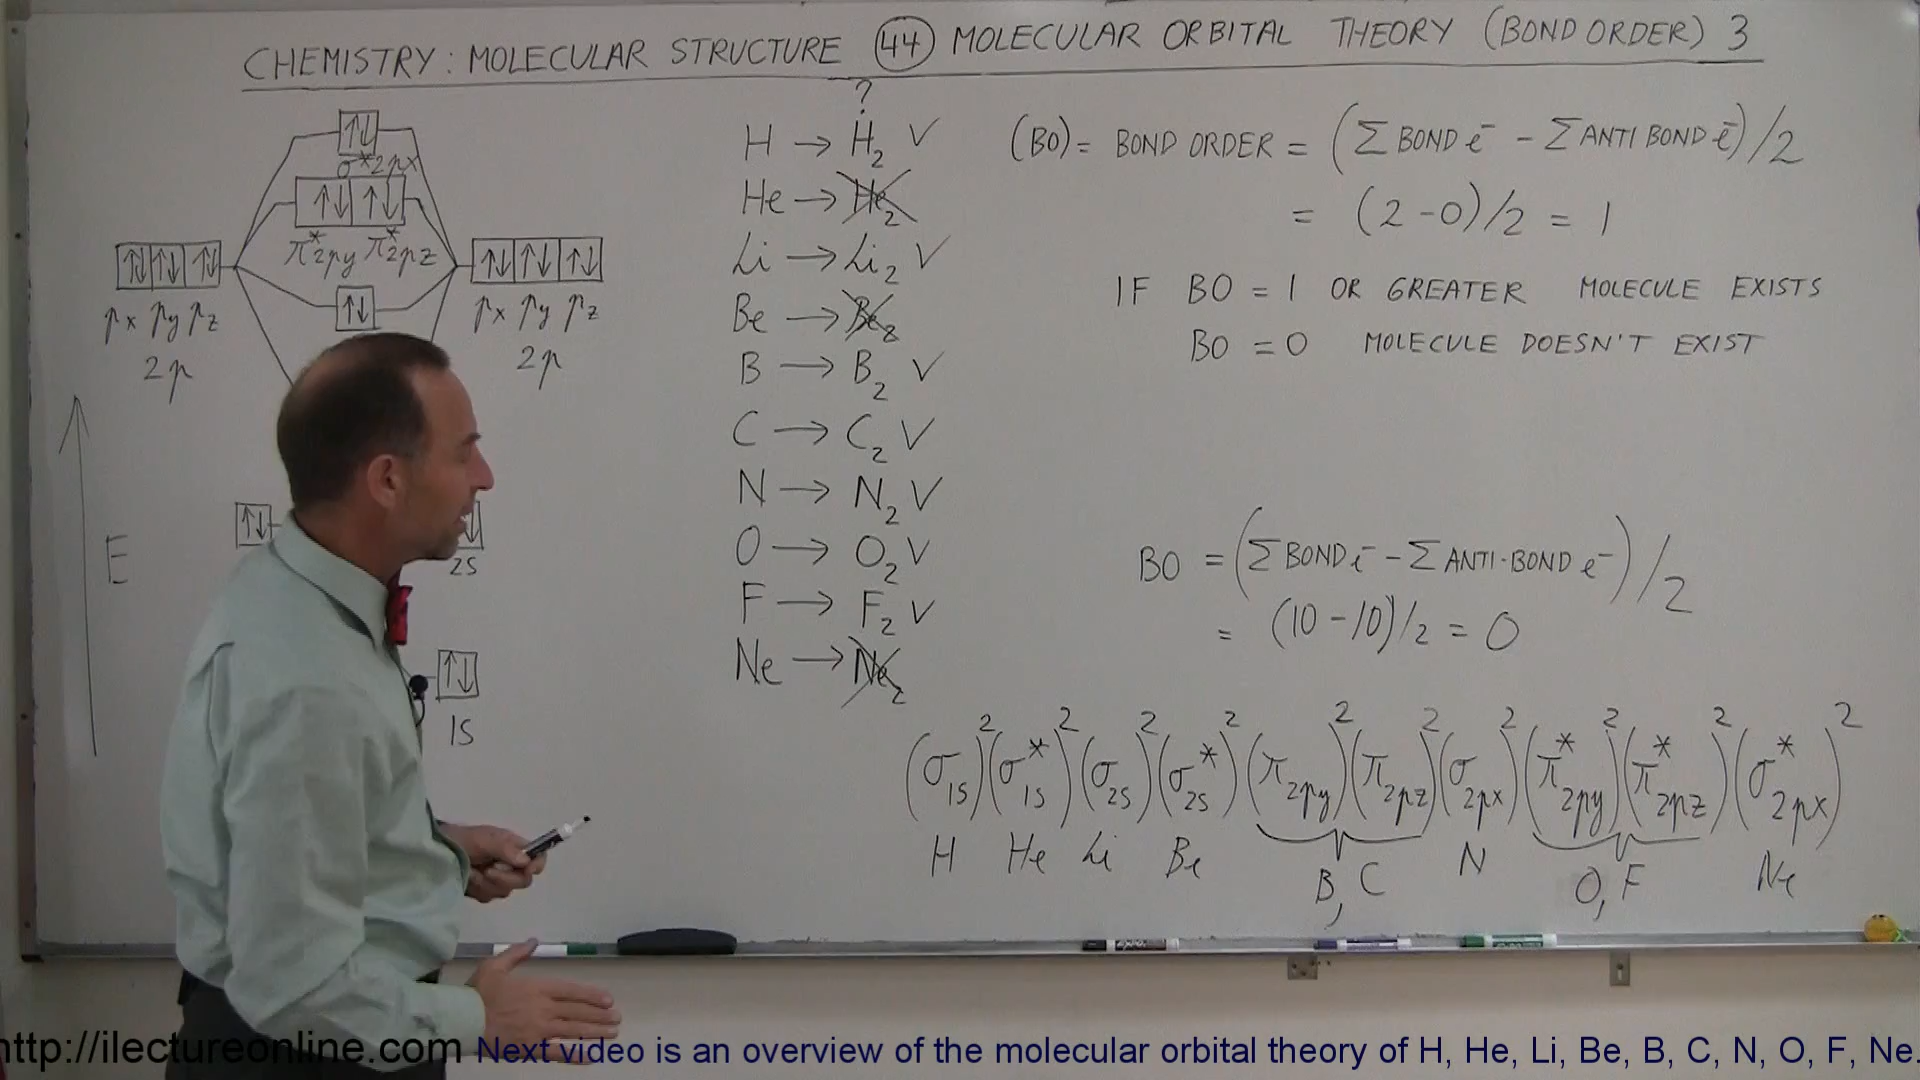 CHEMISTRY: MOLECULAR STRUCTURE 44 MOLECULAR ORBITAL THEORY (BOND ORDER) 3
↑↓
σ*2px
↑↓ ↑↓
π*2py π*2pz
↑↓ ↑↓ ↑↓
px py pz
2p
↑↓ ↑↓ ↑↓
px py pz
2p
↑↓
E
↑↓
2s
↑↓
1S
?
H → H2 V
He → He2
Li → Li2 V
Be → Be2
B → B2 V
C → C2 V
N → N2 V
O → O2 V
F → F2 V
Ne → Ne2
(BO) = BOND ORDER = (Σ BOND e⁻ - Σ ANTI BOND e⁻)/2
= (2-0)/2 = 1
IF BO = 1 OR GREATER MOLECULE EXISTS
BO = 0 MOLECULE DOESN'T EXIST
BO = (Σ BOND e⁻ - Σ ANTI-BOND e⁻)/2
= (10-10)/2 = 0
(σ1S)²(σ*1S)²(σ2S)²(σ*2S)²(π2py)²(π2pz)²(σ2px)²(π*2py)²(π*2pz)²(σ*2px)²
H He Li Be B, C N O, F Ne
http://ilectureonline.com Next video is an overview of the molecular orbital theory of H, He, Li, Be, B, C, N, O, F, Ne.